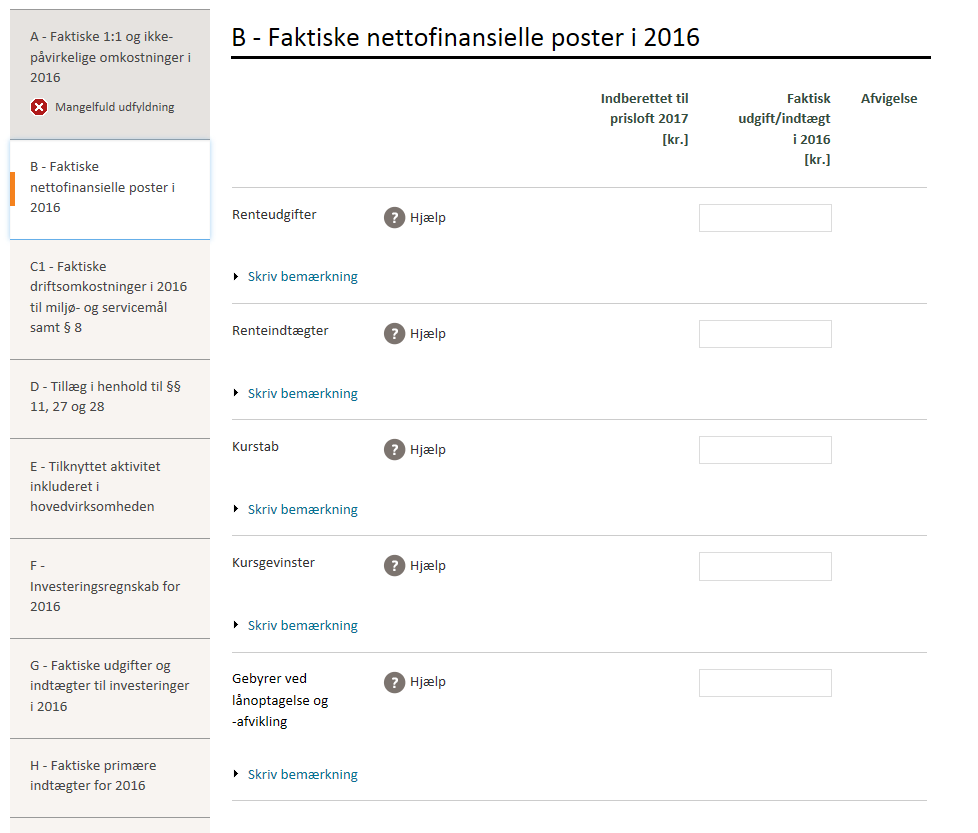 A - Faktiske 1:1 og ikke-
påvirkelige omkostninger i
2016
Mangelfuld udfyldning
B - Faktiske
nettofinansielle poster i
2016
C1 - Faktiske
driftsomkostninger i 2016
til miljø- og servicemål
samt § 8
D - Tillæg i henhold til §§
11, 27 og 28
E - Tilknyttet aktivitet
inkluderet i
hovedvirksomheden
F -
Investeringsregnskab for
2016
G - Faktiske udgifter og
indtægter til investeringer
i 2016
H - Faktiske primære
indtægter for 2016
B - Faktiske nettofinansielle poster i 2016
Indberettet til
prisloft 2017
[kr.]
Faktisk
udgift/indtægt
i 2016
[kr.]
Afvigelse
Renteudgifter
? Hjælp
Skriv bemærkning
Renteindtægter
? Hjælp
Skriv bemærkning
Kurstab
? Hjælp
Skriv bemærkning
Kursgevinster
? Hjælp
Skriv bemærkning
Gebyrer ved
lånoptagelse og
-afvikling
? Hjælp
Skriv bemærkning